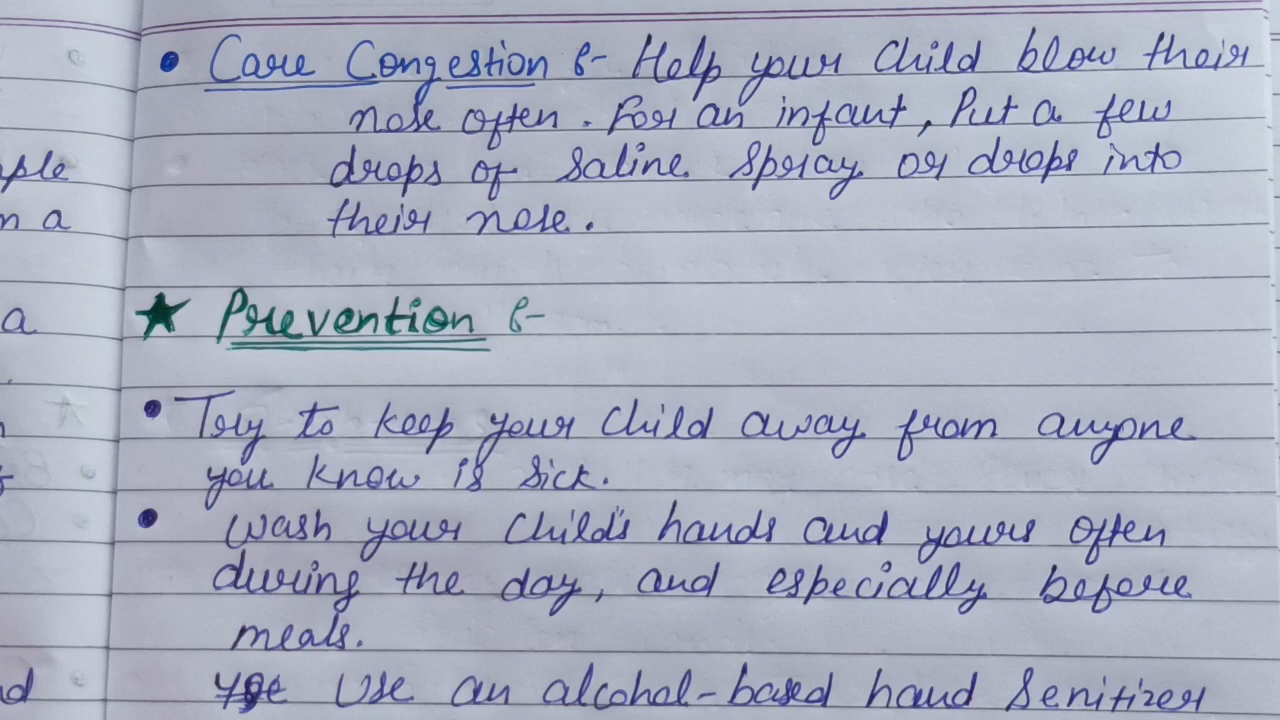 • Care Congestion :- Help your Child blow their
nose often. For an infant, Put a few
drops of Saline Spray or drops into
their nose.
★ Prevention :-
• Try to keep your Child away from anyone
you know is Sick.
• Wash your Child's hands and yours often
during the day, and especially before
meals.
Use an alcohol-based hand Senitizer
ple
n a
a
d